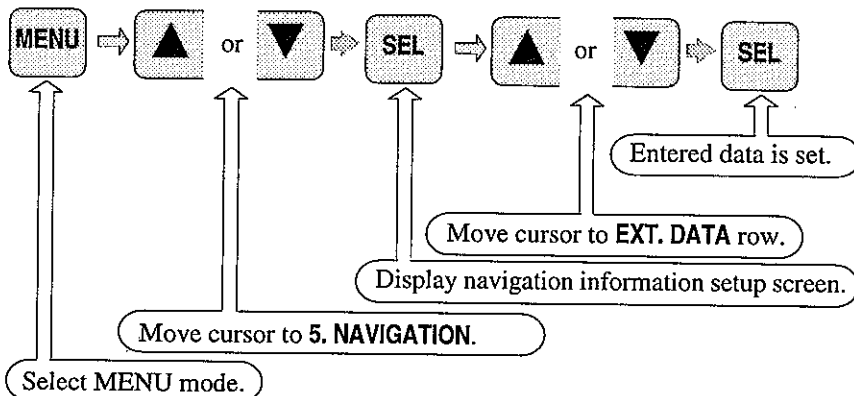 MENU or SEL or SEL
Entered data is set.
Move cursor to EXT. DATA row.
Display navigation information setup screen.
Move cursor to 5. NAVIGATION.
Select MENU mode.